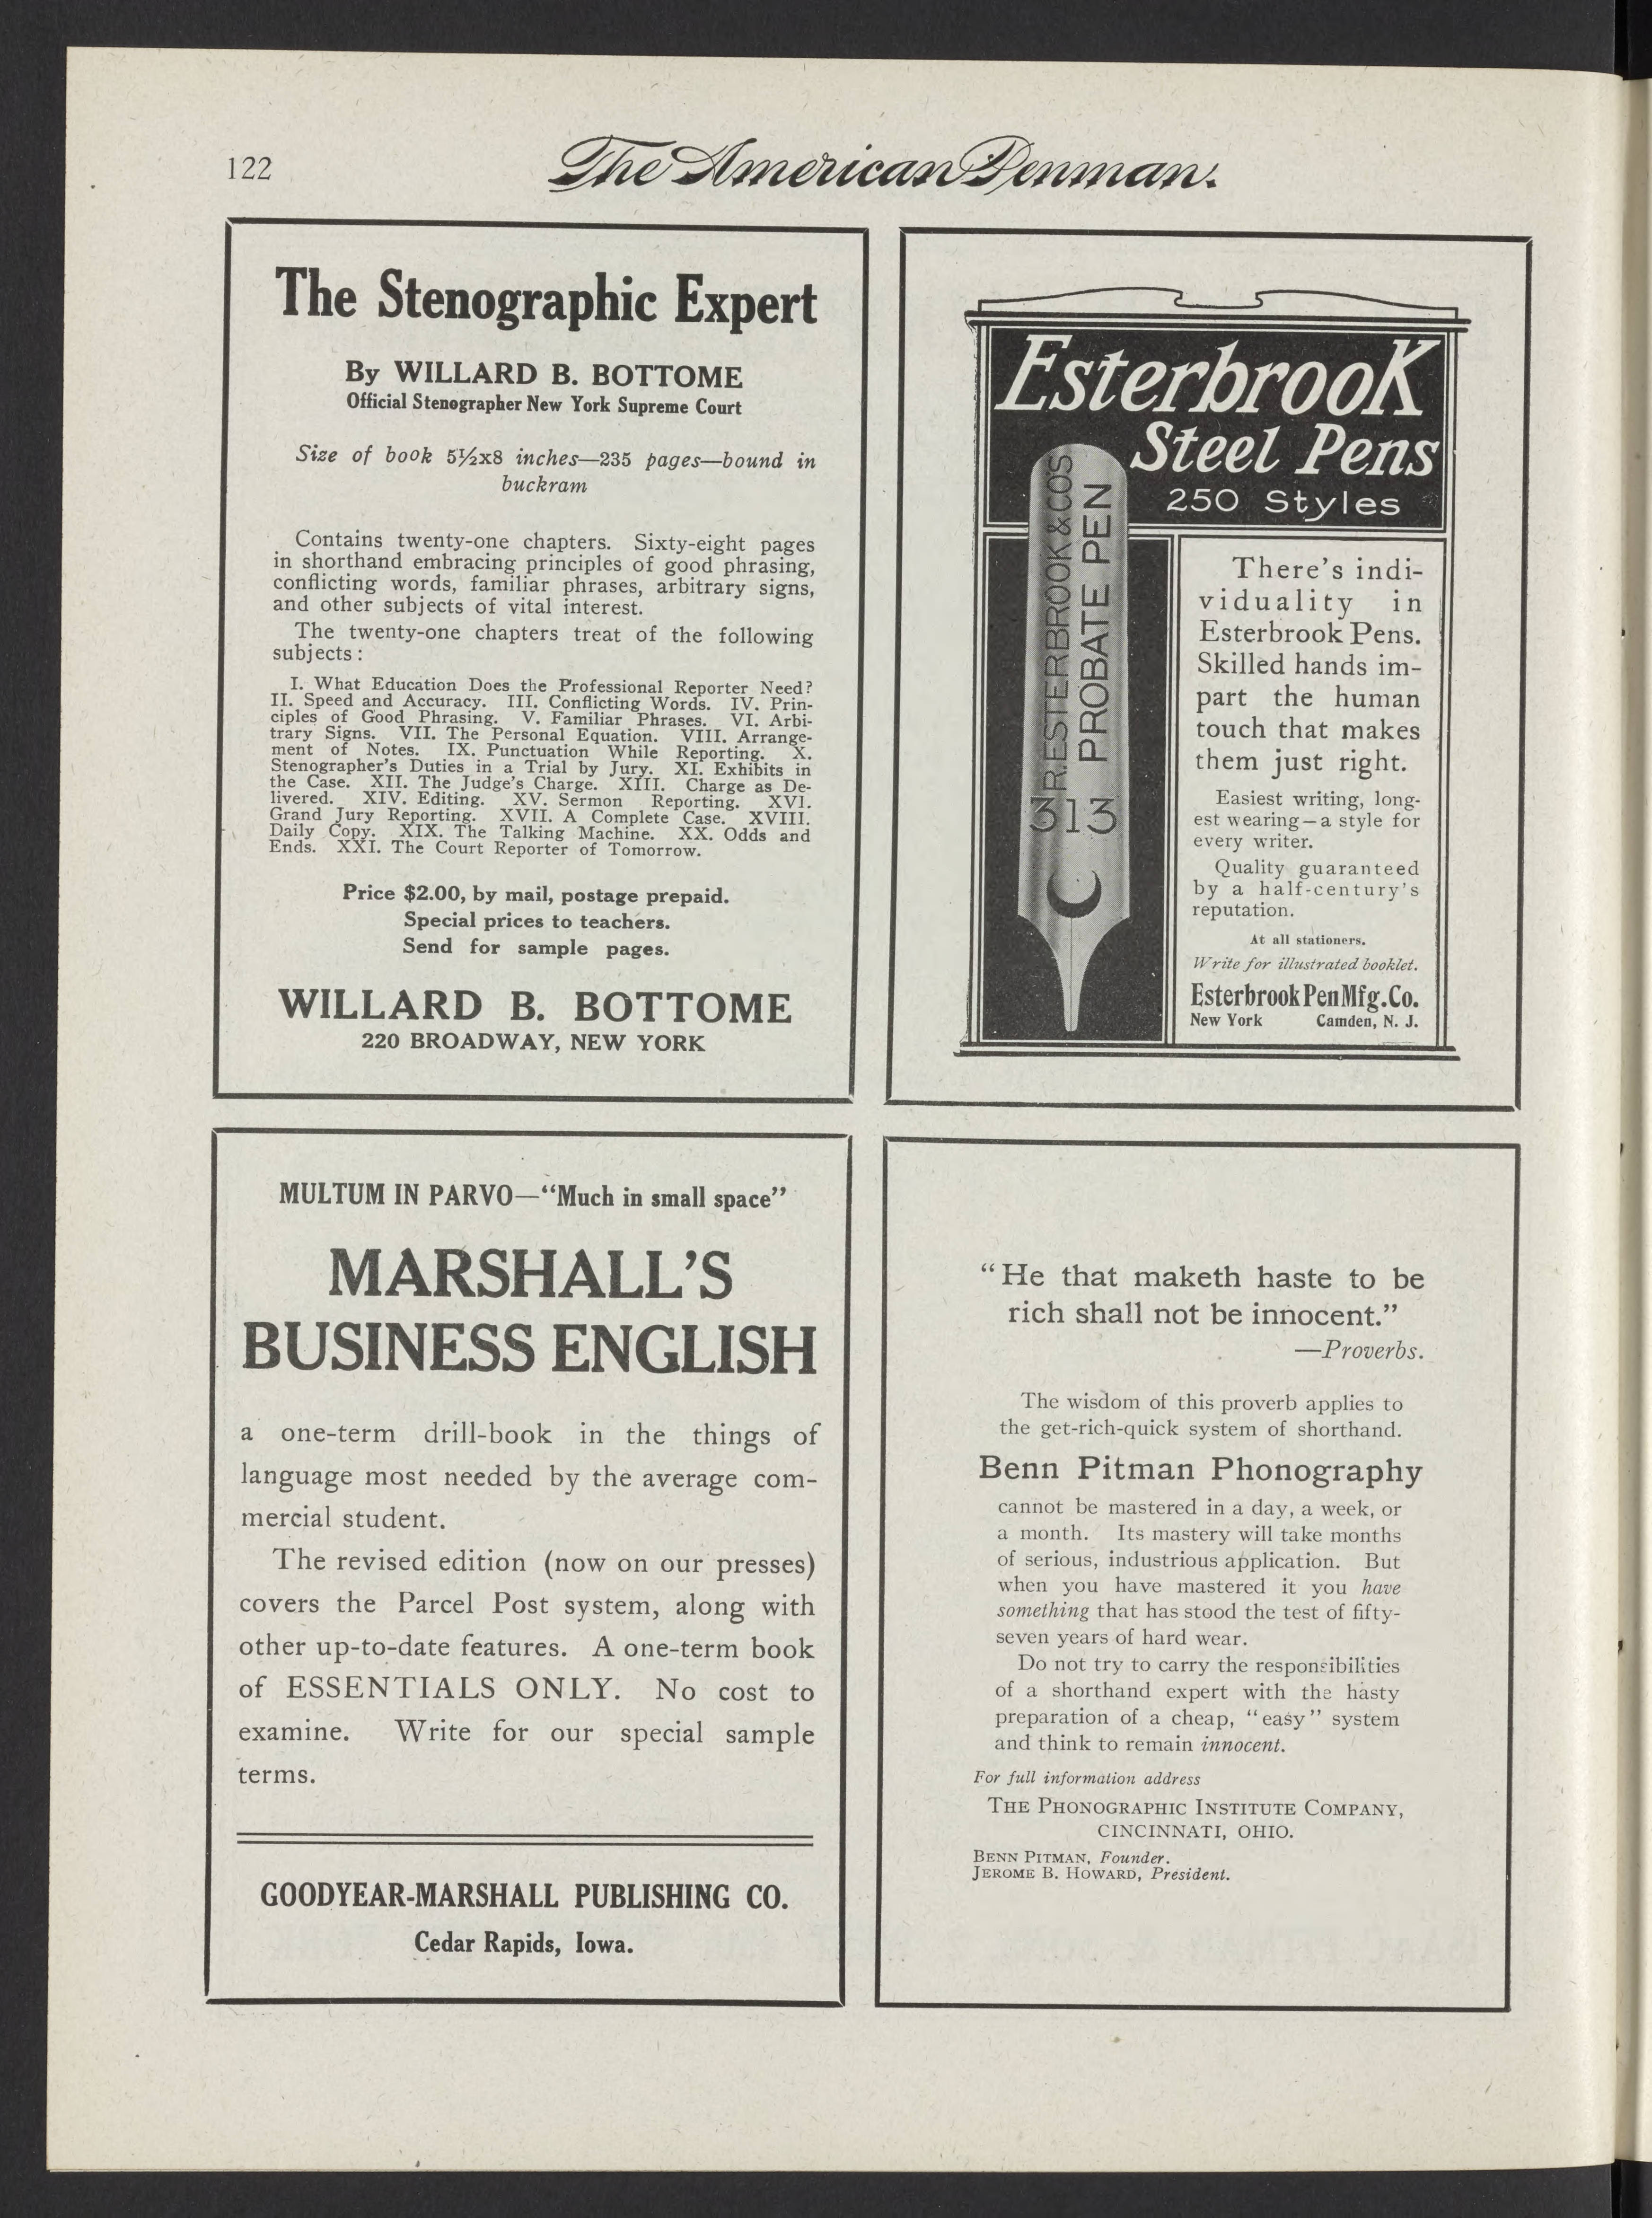 122
The American Penman.
The Stenographic Expert
By WILLARD B. BOTTOME
Official Stenographer New York Supreme Court
Size of book 5½x8 inches—235 pages—bound in
buckram
Contains twenty-one chapters. Sixty-eight pages
in shorthand embracing principles of good phrasing,
conflicting words, familiar phrases, arbitrary signs,
and other subjects of vital interest.
The twenty-one chapters treat of the following
subjects:
I. What Education Does the Professional Reporter Need?
II. Speed and Accuracy. III. Conflicting Words. IV. Prin-
ciples of Good Phrasing. V. Familiar Phrases. VI. Arbi-
trary Signs. VII. The Personal Equation. VIII. Arrange-
ment of Notes. IX. Punctuation While Reporting. X.
Stenographer's Duties in a Trial by Jury. XI. Exhibits in
the Case. XII. The Judge's Charge. XIII. Charge as De-
livered. XIV. Editing. XV. Sermon Reporting. XVI.
Grand Jury Reporting. XVII. A Complete Case. XVIII.
Daily Copy. XIX. The Talking Machine. XX. Odds and
Ends. XXI. The Court Reporter of Tomorrow.
Price $2.00, by mail, postage prepaid.
Special prices to teachers.
Send for sample pages.
WILLARD B. BOTTOME
220 BROADWAY, NEW YORK
Esterbrook
Steel Pens
250 Styles
R. ESTERBROOK & CO'S
PROBATE PEN
313
There's indi-
viduality in
Esterbrook Pens.
Skilled hands im-
part the human
touch that makes
them just right.
Easiest writing, long-
est wearing—a style for
every writer.
Quality guaranteed
by a half-century's
reputation.
At all stationers.
Write for illustrated booklet.
Esterbrook Pen Mfg. Co.
New York Camden, N. J.
MULTUM IN PARVO—"Much in small space"
MARSHALL'S
BUSINESS ENGLISH
a one-term drill-book in the things of
language most needed by the average com-
mercial student.
The revised edition (now on our presses)
covers the Parcel Post system, along with
other up-to-date features. A one-term book
of ESSENTIALS ONLY. No cost to
examine. Write for our special sample
terms.
GOODYEAR-MARSHALL PUBLISHING CO.
Cedar Rapids, Iowa.
"He that maketh haste to be
rich shall not be innocent."
—Proverbs.
The wisdom of this proverb applies to
the get-rich-quick system of shorthand.
Benn Pitman Phonography
cannot be mastered in a day, a week, or
a month. Its mastery will take months
of serious, industrious application. But
when you have mastered it you have
something that has stood the test of fifty-
seven years of hard wear.
Do not try to carry the responsibilities
of a shorthand expert with the hasty
preparation of a cheap, "easy" system
and think to remain innocent.
For full information address
THE PHONOGRAPHIC INSTITUTE COMPANY,
CINCINNATI, OHIO.
BENN PITMAN, Founder.
JEROME B. HOWARD, President.